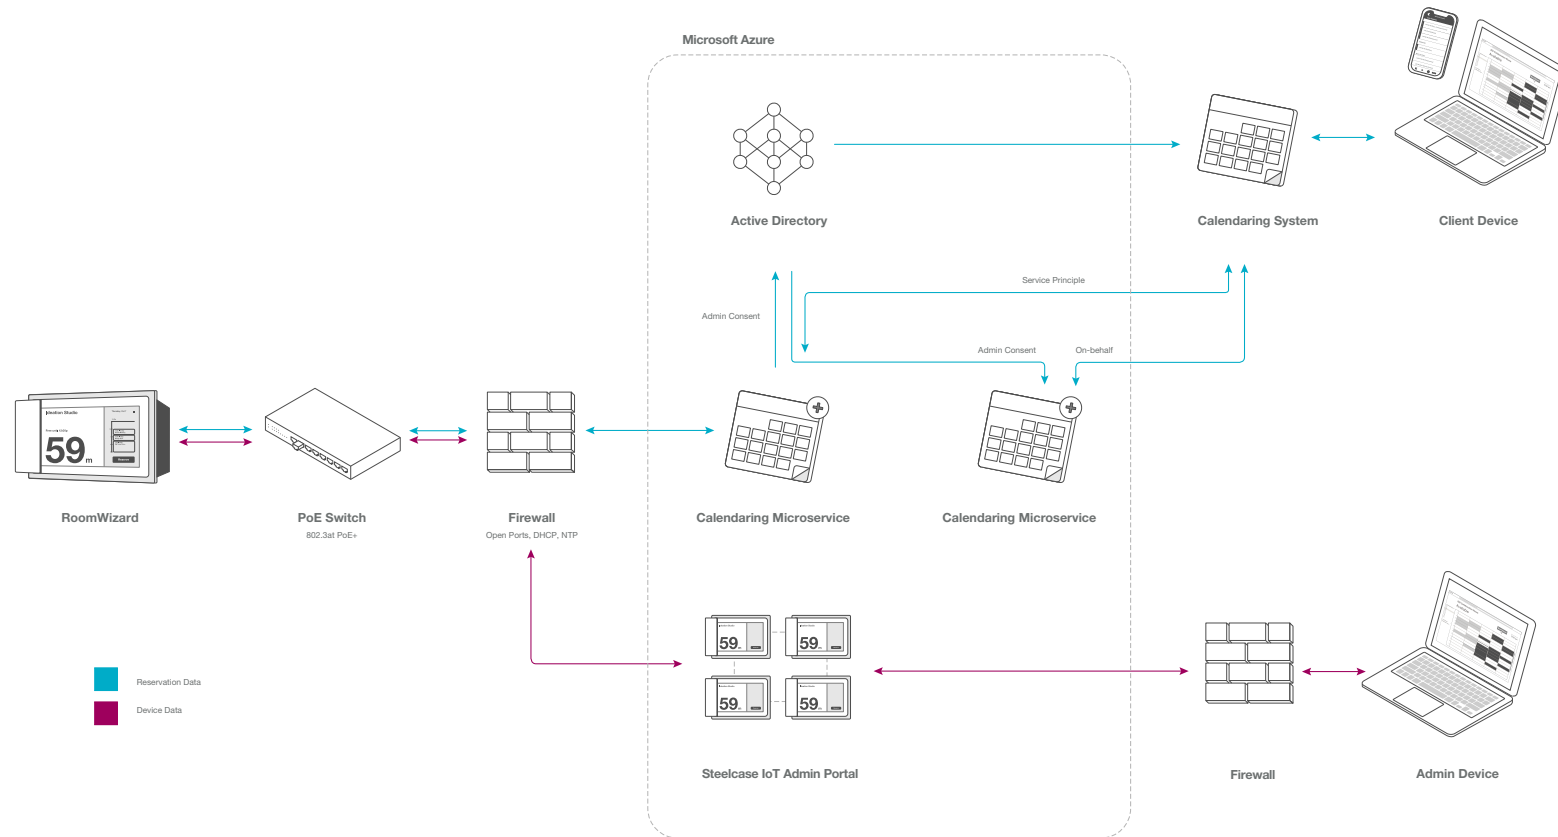 Microsoft Azure
Active Directory
Calendaring System
Client Device
Service Principle
Admin Consent
Admin Consent
On-behalf
Ideation Studio
59 m
RoomWizard
PoE Switch
802.3at PoE+
Firewall
Open Ports, DHCP, NTP
Calendaring Microservice
Calendaring Microservice
59
59
59
59
Reservation Data
Device Data
Steelcase IoT Admin Portal
Firewall
Admin Device